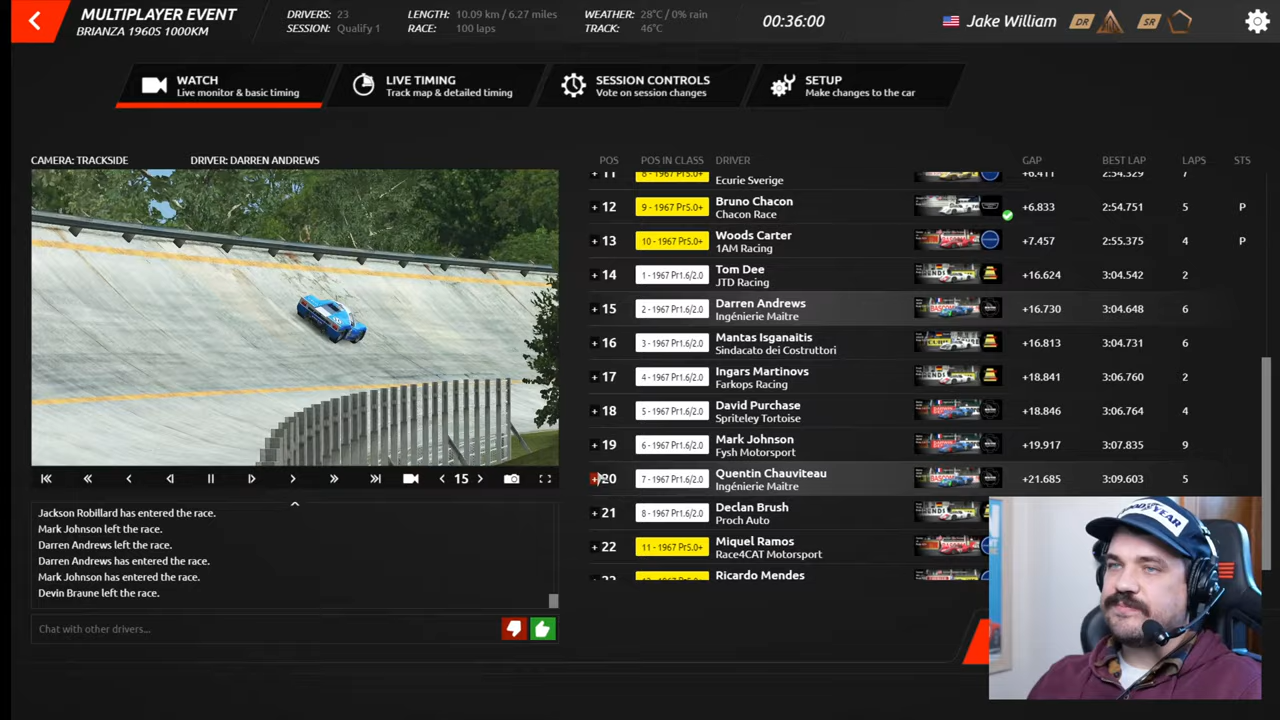 MULTIPLAYER EVENT
BRIANZA 1960S 1000KM
DRIVERS: 23
SESSION: Qualify 1
LENGTH: 10.09 km / 6.27 miles
RACE: 100 laps
WEATHER: 28°C / 0% rain
TRACK: 46°C
00:36:00
Jake William
DR
SR
WATCH
Live monitor & basic timing
LIVE TIMING
Track map & detailed timing
SESSION CONTROLS
Vote on session changes
SETUP
Make changes to the car
CAMERA: TRACKSIDE DRIVER: DARREN ANDREWS
POS POS IN CLASS DRIVER GAP BEST LAP LAPS STS
+ 11 8 - 1967 Pr5.0+ Ecurie Sverige +6.411 2:54.329 7
+ 12 9 - 1967 Pr5.0+ Bruno Chacon +6.833 2:54.751 5 P
Chacon Race
+ 13 10 - 1967 Pr5.0+ Woods Carter +7.457 2:55.375 4 P
1AM Racing
+ 14 1 - 1967 Pr1.6/2.0 Tom Dee +16.624 3:04.542 2
JTD Racing
+ 15 2 - 1967 Pr1.6/2.0 Darren Andrews +16.730 3:04.648 6
Ingénierie Maitre
+ 16 3 - 1967 Pr1.6/2.0 Mantas Isganaitis +16.813 3:04.731 6
Sindacato dei Costruttori
+ 17 4 - 1967 Pr1.6/2.0 Ingars Martinovs +18.841 3:06.760 2
Farkops Racing
+ 18 5 - 1967 Pr1.6/2.0 David Purchase +18.846 3:06.764 4
Spriteley Tortoise
+ 19 6 - 1967 Pr1.6/2.0 Mark Johnson +19.917 3:07.835 9
Fysh Motorsport
+ 20 7 - 1967 Pr1.6/2.0 Quentin Chauviteau +21.685 3:09.603 5
Ingénierie Maitre
+ 21 8 - 1967 Pr1.6/2.0 Declan Brush
Proch Auto
+ 22 11 - 1967 Pr5.0+ Miquel Ramos
Race4CAT Motorsport
Ricardo Mendes
15
Jackson Robillard has entered the race.
Mark Johnson left the race.
Darren Andrews left the race.
Darren Andrews has entered the race.
Mark Johnson has entered the race.
Devin Braune left the race.
Chat with other drivers...
GOODYEAR